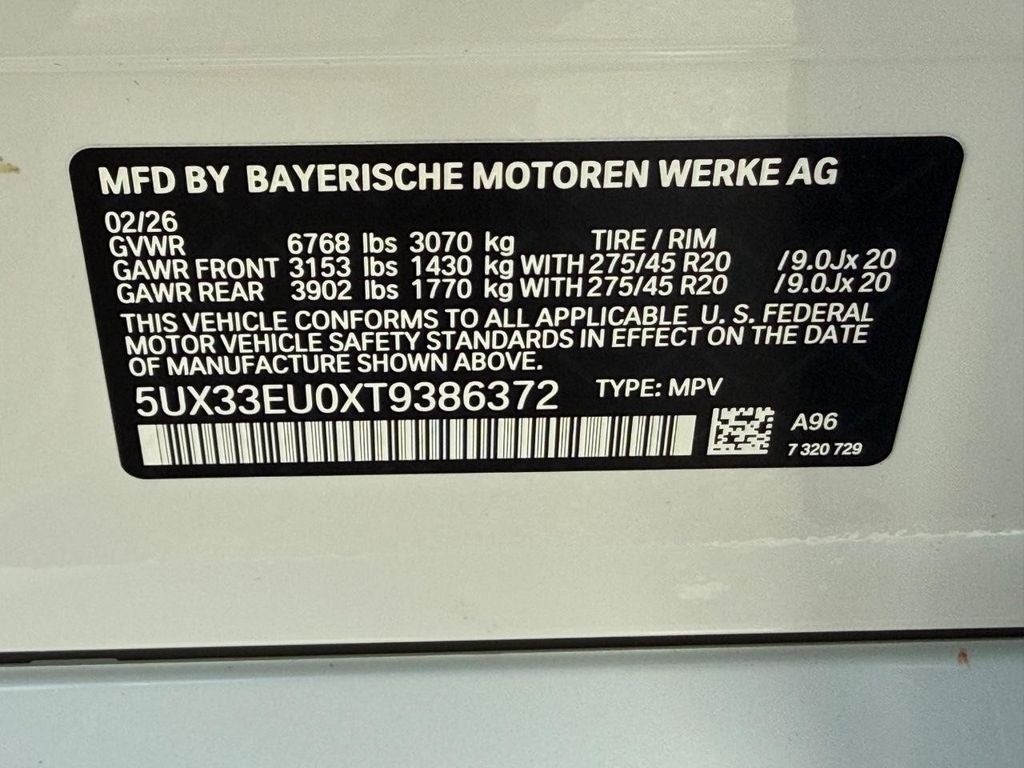 MFD BY BAYERISCHE MOTOREN WERKE AG
02/26
GVWR 6768 lbs 3070 kg TIRE / RIM
GAWR FRONT 3153 lbs 1430 kg WITH 275/45 R20 /9.0Jx 20
GAWR REAR 3902 lbs 1770 kg WITH 275/45 R20 /9.0Jx 20
THIS VEHICLE CONFORMS TO ALL APPLICABLE U. S. FEDERAL
MOTOR VEHICLE SAFETY STANDARDS IN EFFECT ON THE DATE
OF MANUFACTURE SHOWN ABOVE.
5UX33EU0XT9386372 TYPE: MPV
A96
7 320 729